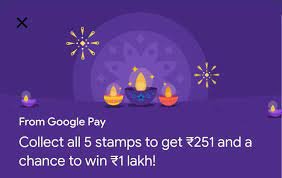 From Google Pay
Collect all 5 stamps to get ₹251 and a
chance to win ₹1 lakh!